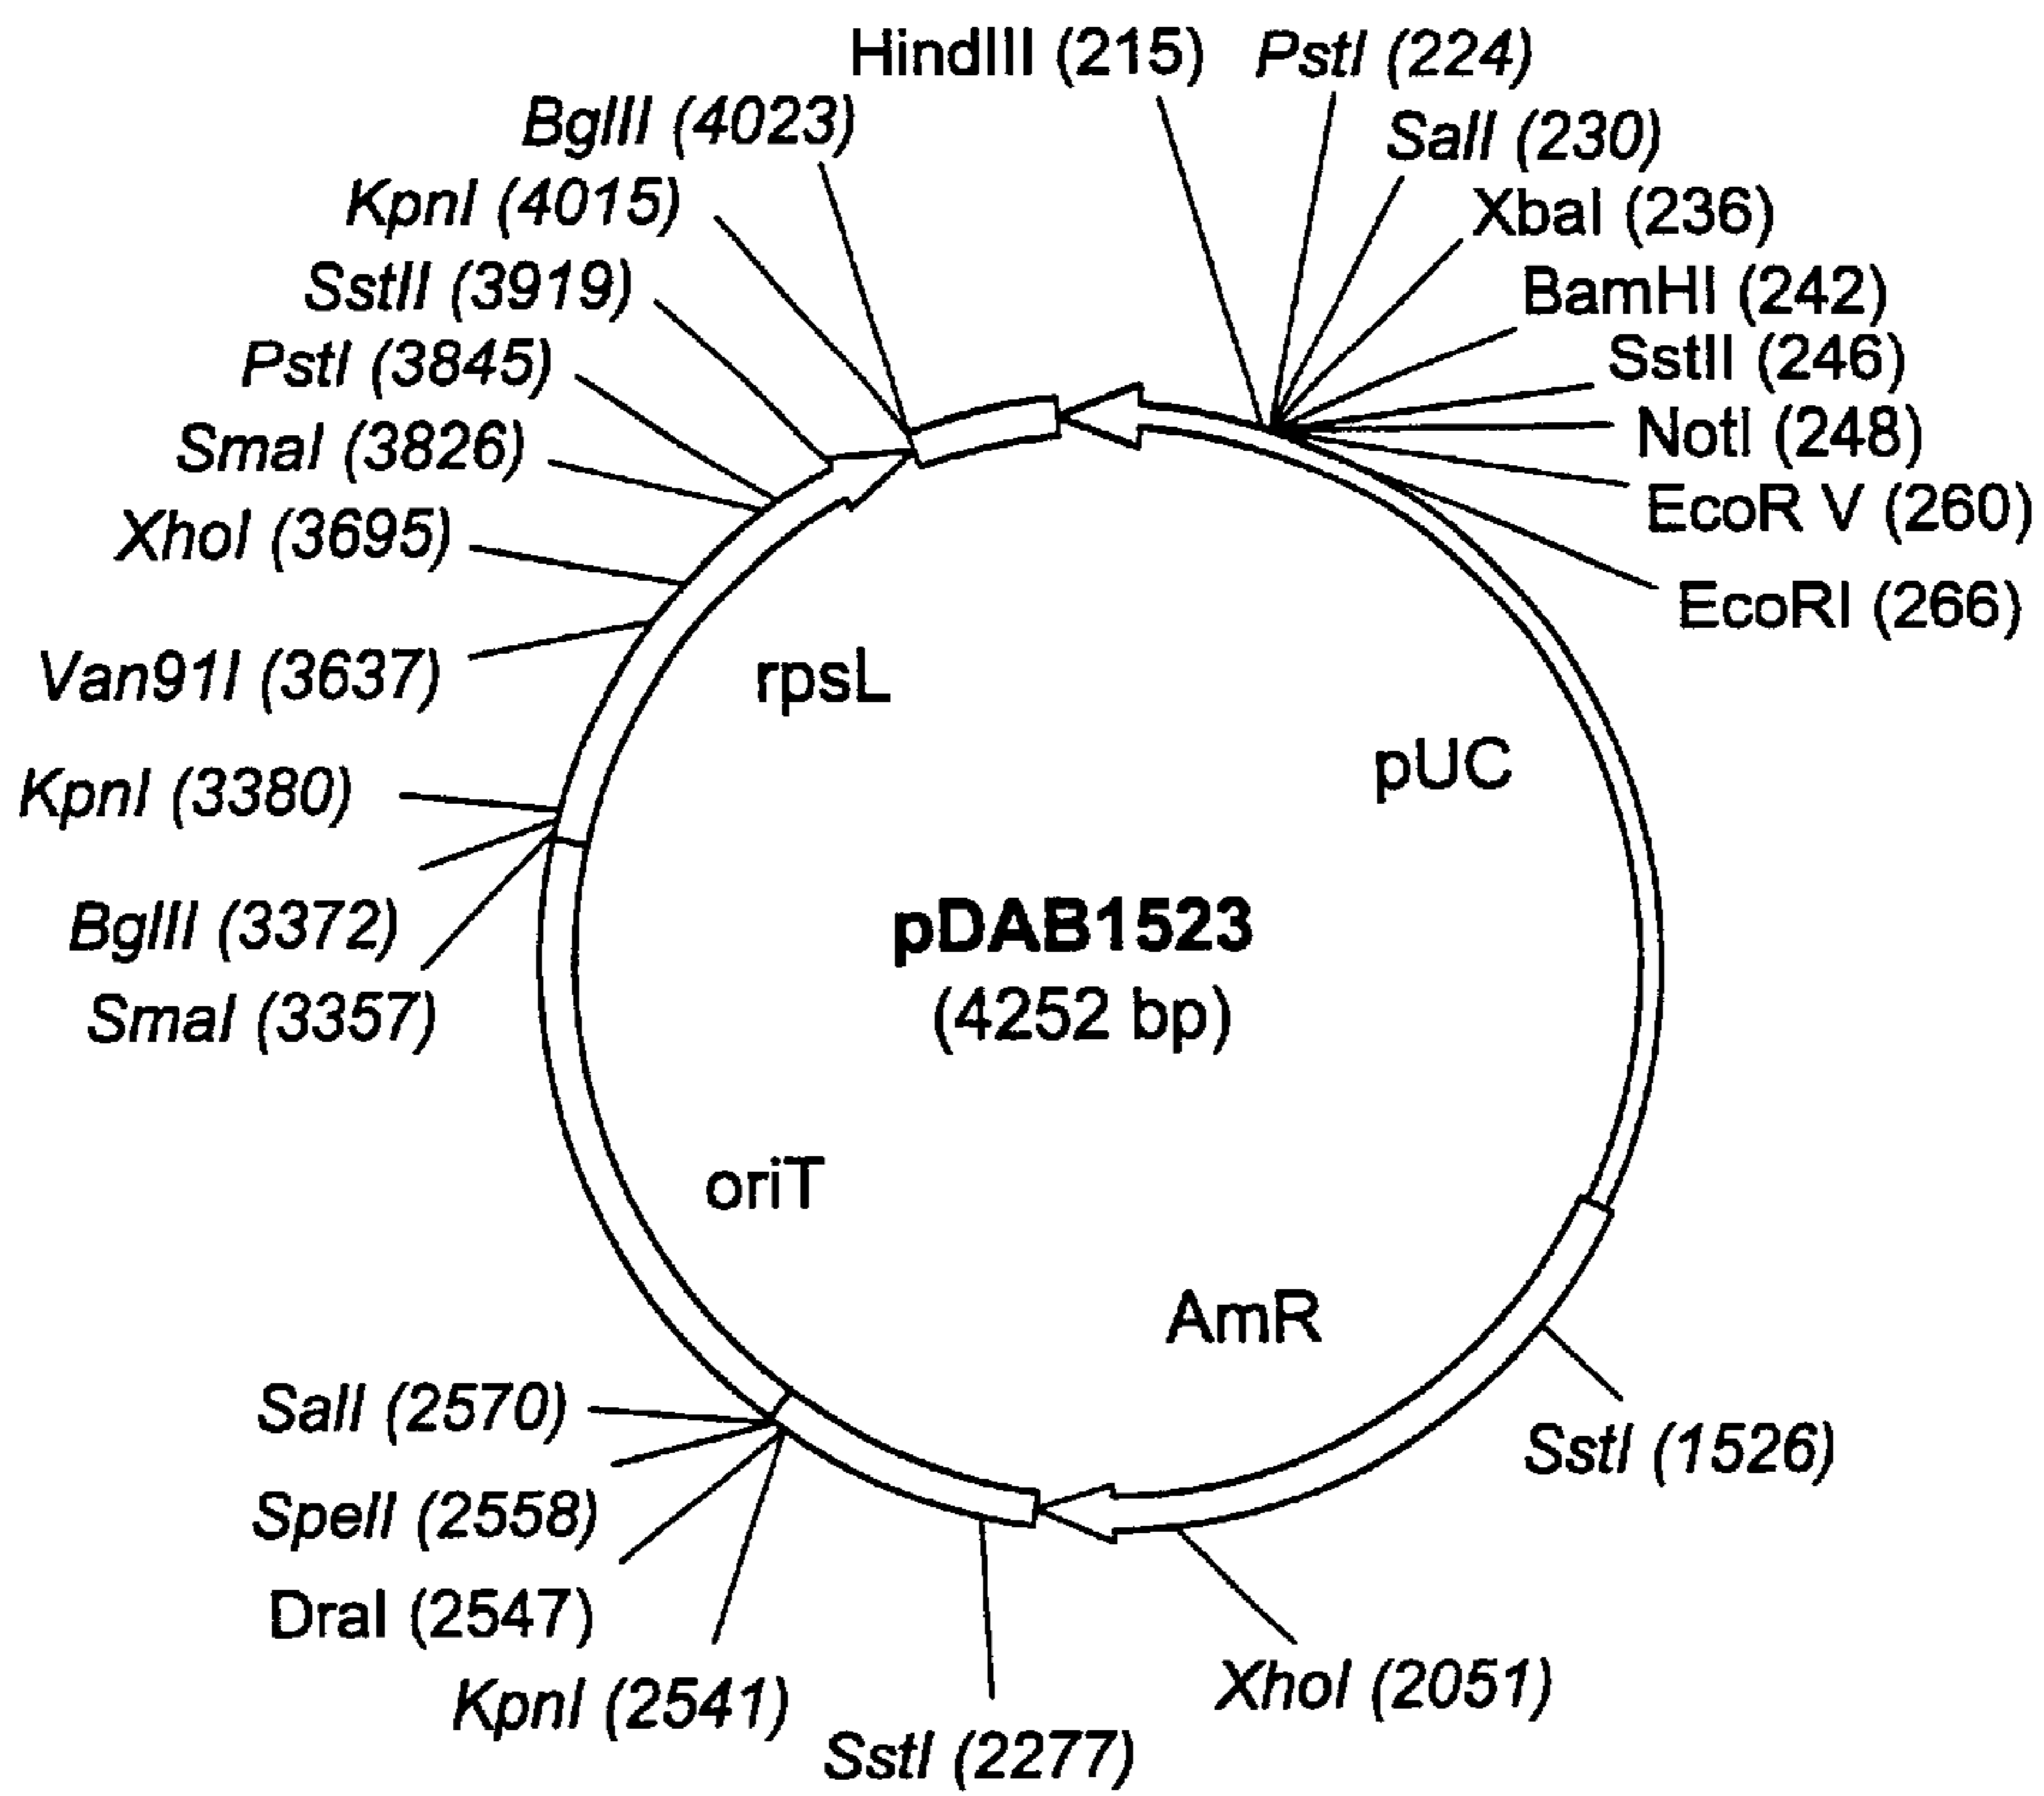 HindIII (215)
PstI (224)
SalI (230)
XbaI (236)
BamHI (242)
SstII (246)
NotI (248)
EcoR V (260)
EcoRI (266)
BglII (4023)
KpnI (4015)
SstII (3919)
PstI (3845)
SmaI (3826)
XhoI (3695)
Van91I (3637)
KpnI (3380)
BglII (3372)
SmaI (3357)
rpsL
pUC
pDAB1523
(4252 bp)
oriT
AmR
SalI (2570)
SpeII (2558)
DraI (2547)
KpnI (2541)
SstI (2277)
XhoI (2051)
SstI (1526)